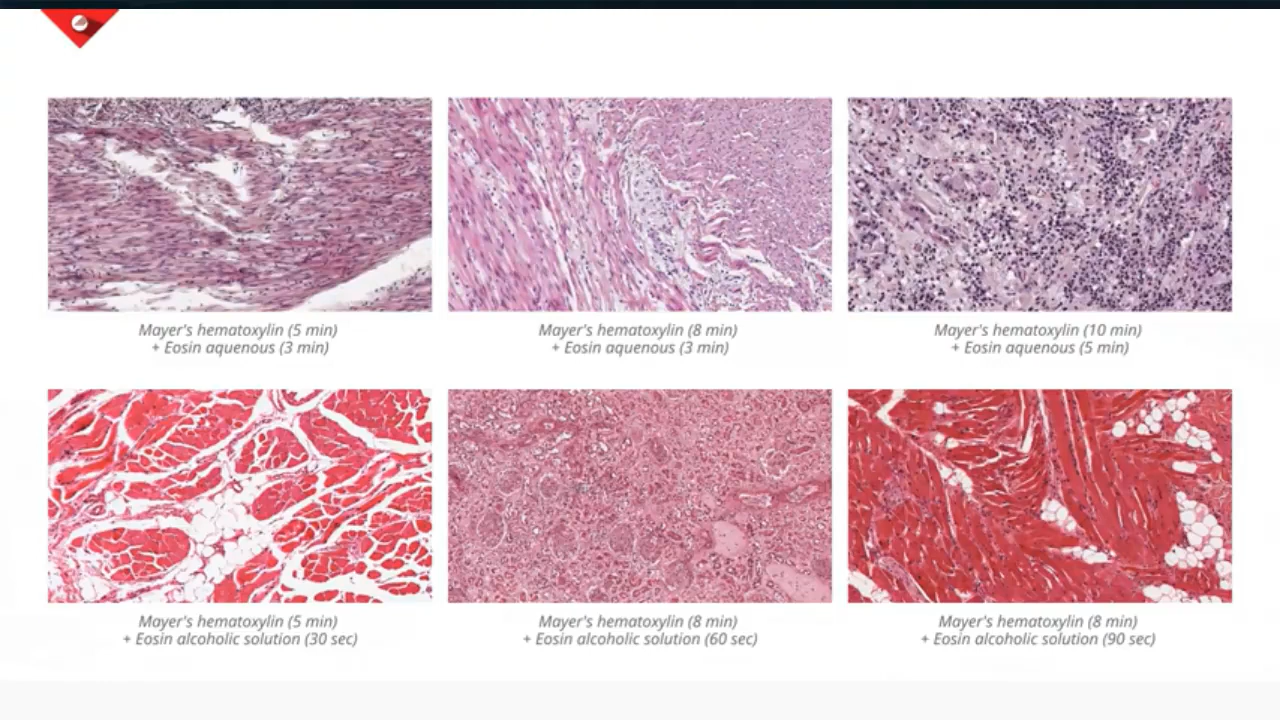 Mayer's hematoxylin (5 min)
+ Eosin aquenous (3 min)
Mayer's hematoxylin (8 min)
+ Eosin aquenous (3 min)
Mayer's hematoxylin (10 min)
+ Eosin aquenous (5 min)
Mayer's hematoxylin (5 min)
+ Eosin alcoholic solution (30 sec)
Mayer's hematoxylin (8 min)
+ Eosin alcoholic solution (60 sec)
Mayer's hematoxylin (8 min)
+ Eosin alcoholic solution (90 sec)